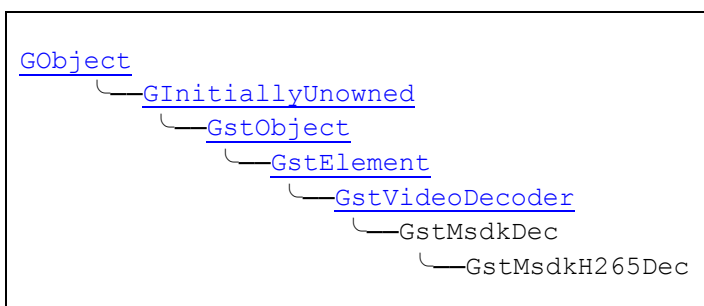 GObject
╰──GInitiallyUnowned
╰──GstObject
╰──GstElement
╰──GstVideoDecoder
╰──GstMsdkDec
╰──GstMsdkH265Dec